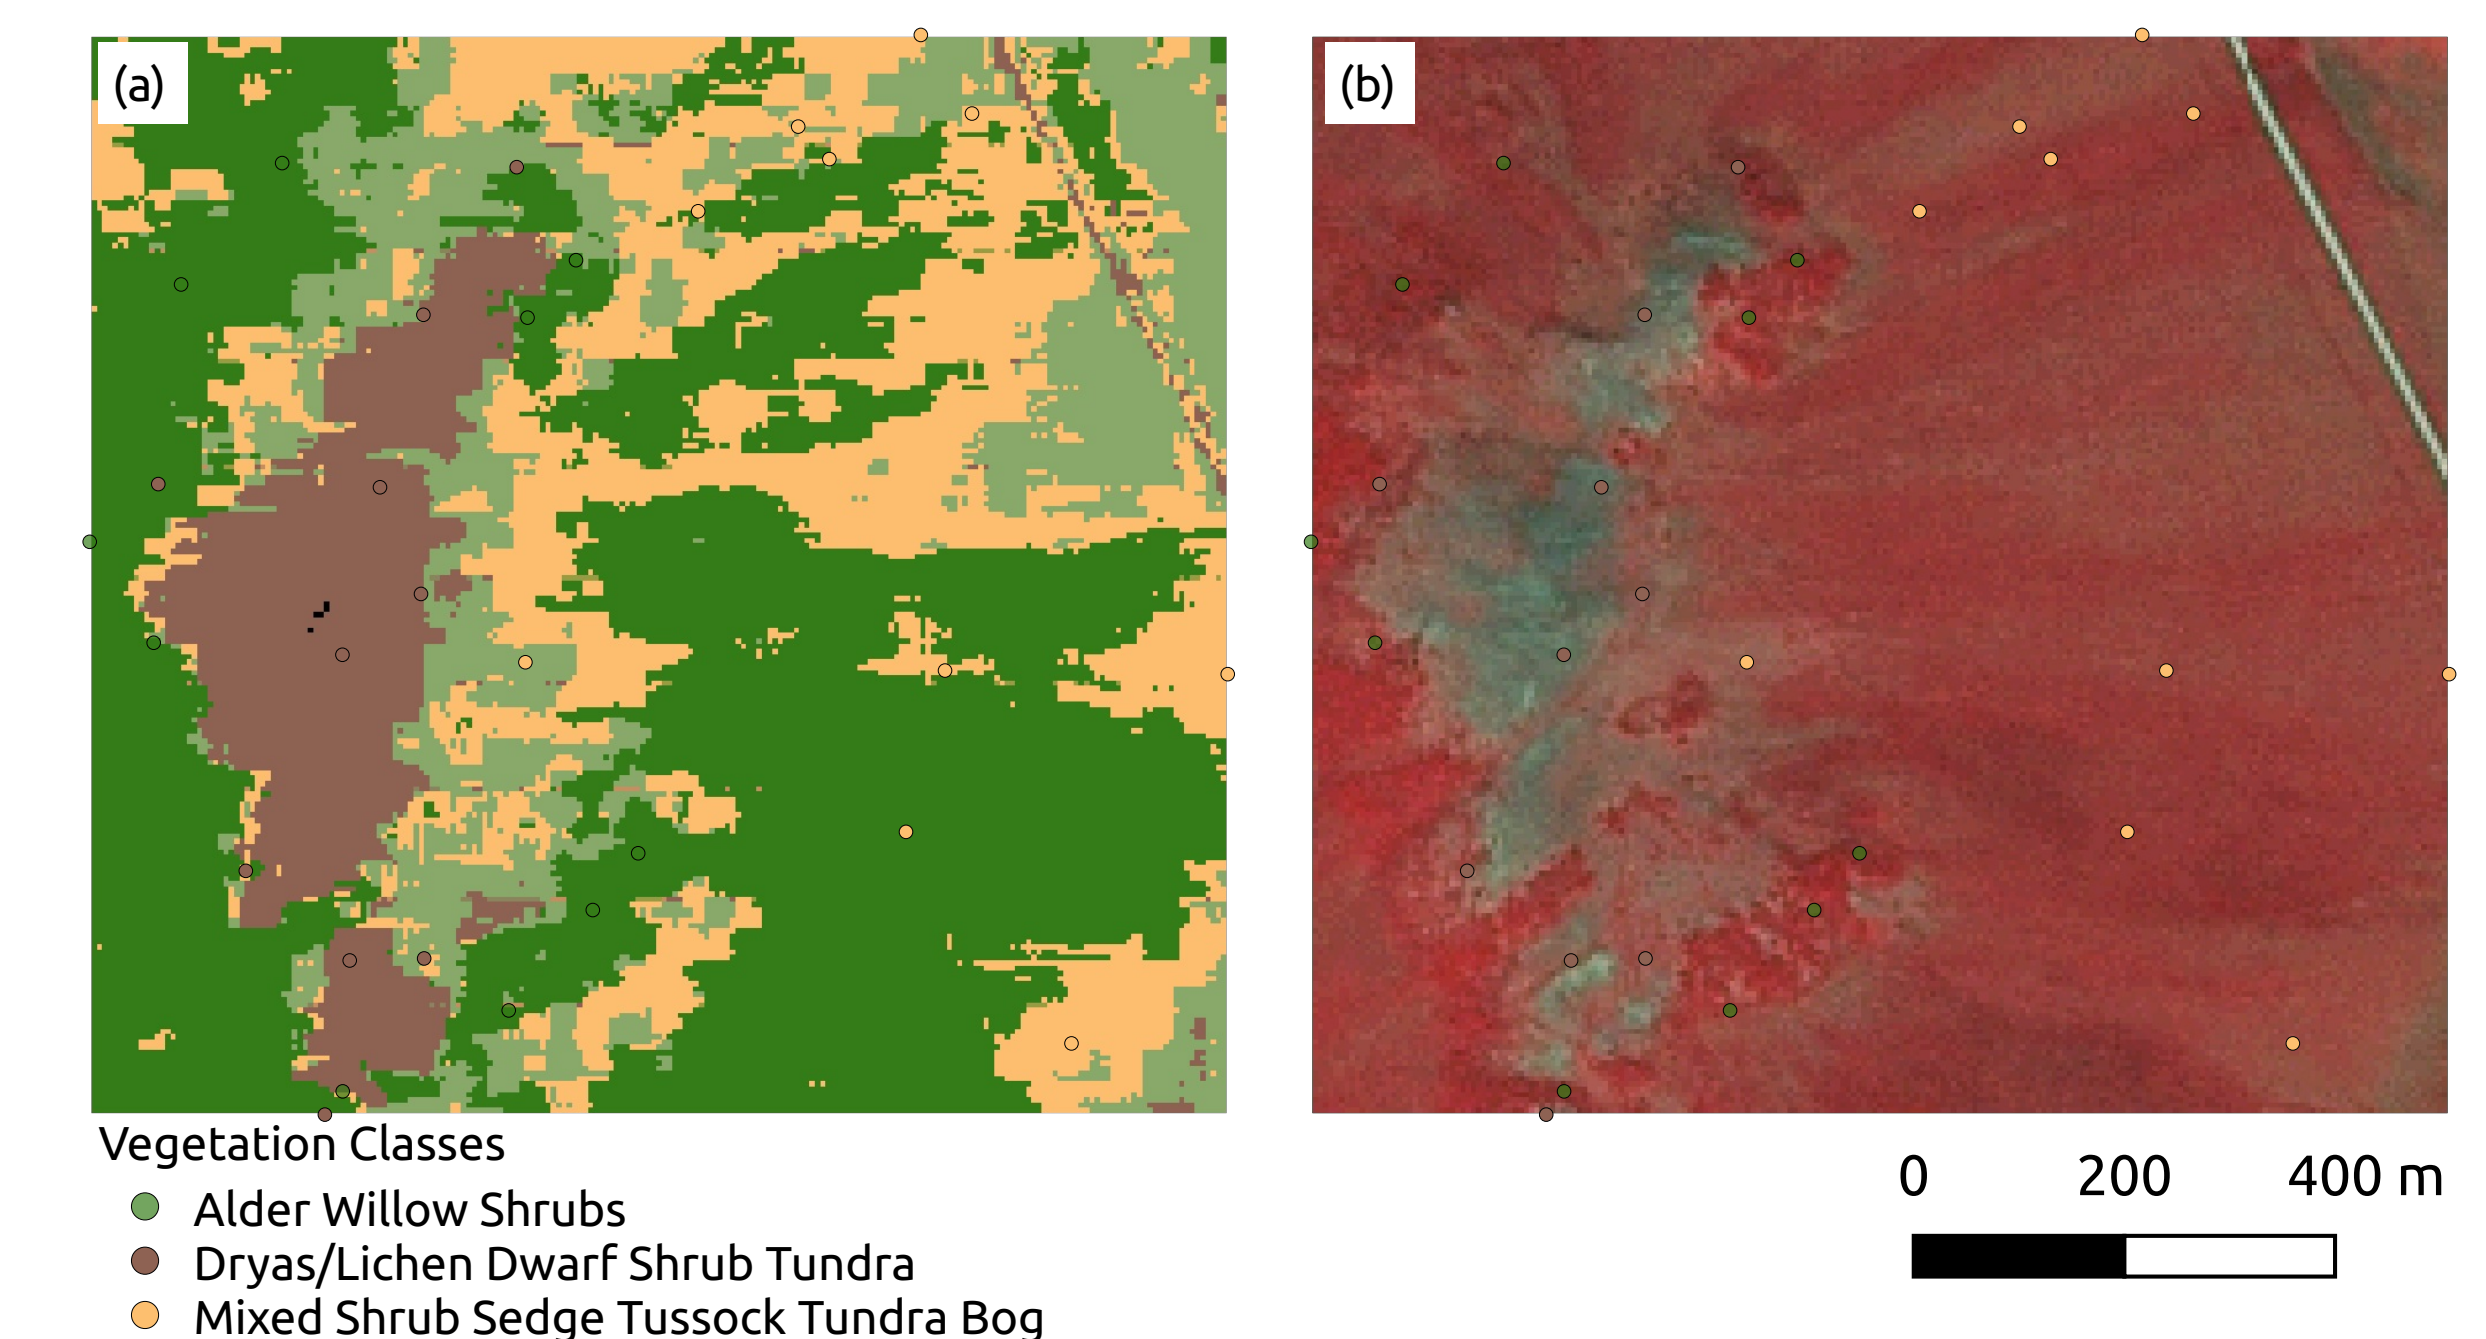 (a)
(b)
Vegetation Classes
Alder Willow Shrubs
Dryas/Lichen Dwarf Shrub Tundra
Mixed Shrub Sedge Tussock Tundra Bog
0 200 400 m